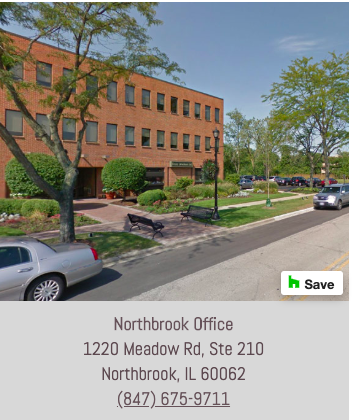 Save
Northbrook Office
1220 Meadow Rd, Ste 210
Northbrook, IL 60062
(847) 675-9711